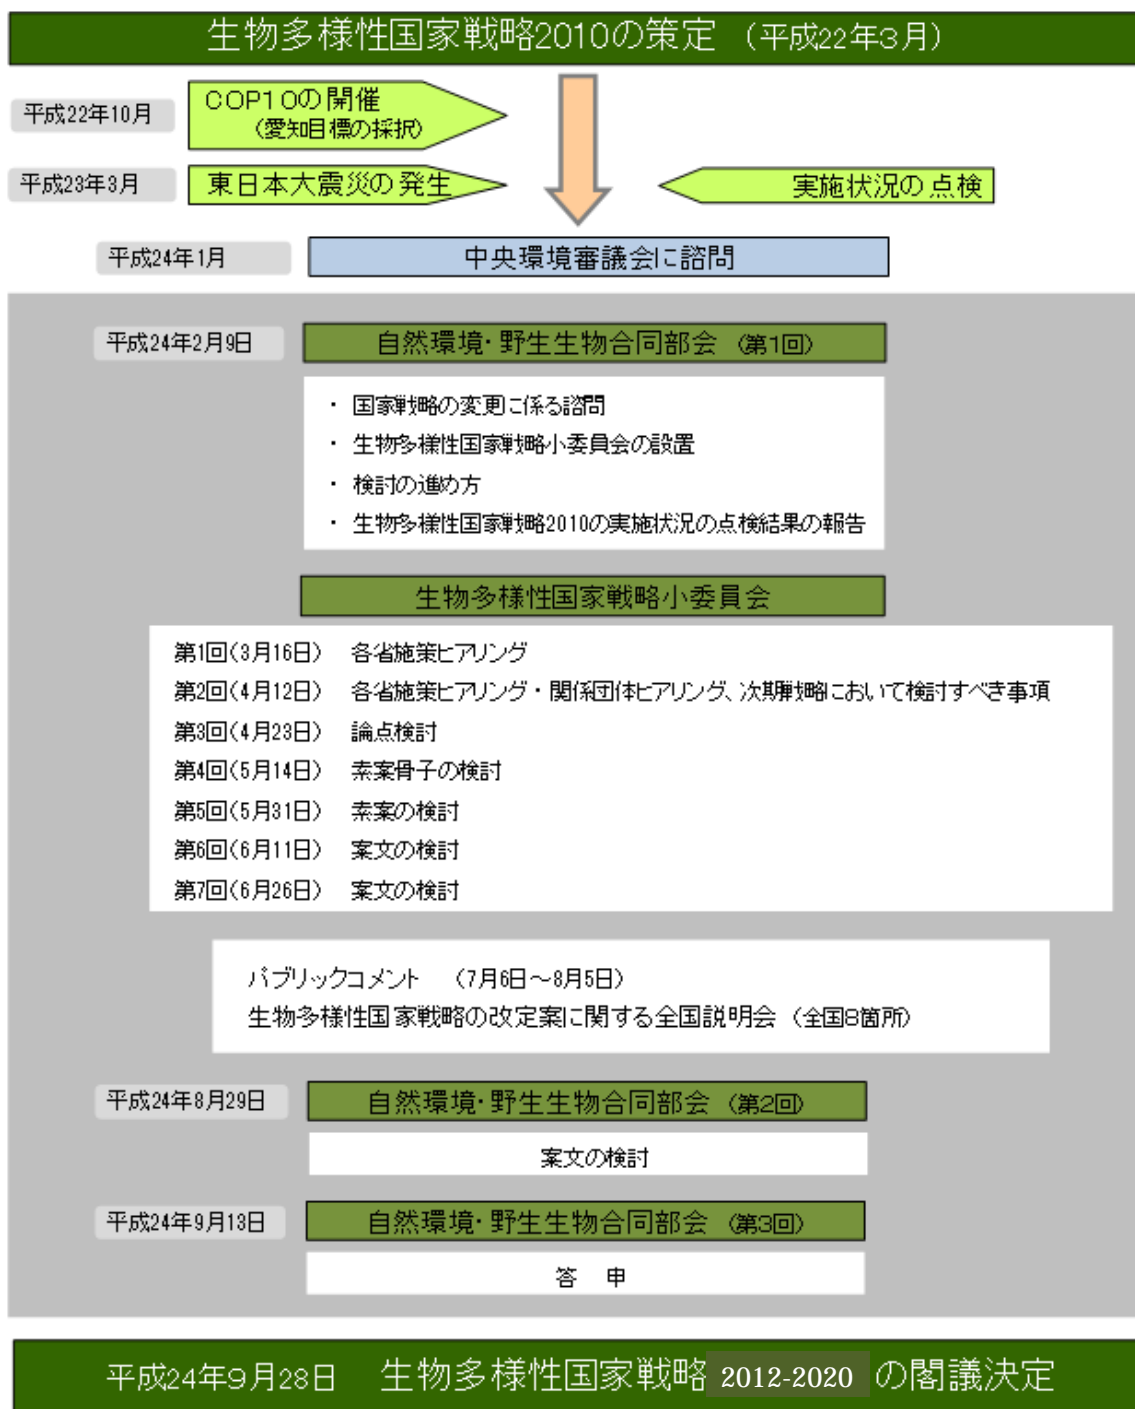 生物多様性国家戦略2010の策定 （平成22年3月）
平成22年10月
COP10の開催
（愛知目標の採択）
平成23年3月
東日本大震災の発生
実施状況の点検
平成24年1月
中央環境審議会に諮問
平成24年2月9日
自然環境・野生生物合同部会 （第1回）
・ 国家戦略の変更に係る諮問
・ 生物多様性国家戦略小委員会の設置
・ 検討の進め方
・ 生物多様性国家戦略2010の実施状況の点検結果の報告
生物多様性国家戦略小委員会
第1回（3月16日） 各省施策ヒアリング
第2回（4月12日） 各省施策ヒアリング・関係団体ヒアリング、次期戦略において検討すべき事項
第3回（4月23日） 論点検討
第4回（5月14日） 素案骨子の検討
第5回（5月31日） 素案の検討
第6回（6月11日） 案文の検討
第7回（6月26日） 案文の検討
パブリックコメント （7月6日～8月5日）
生物多様性国家戦略の改定案に関する全国説明会 （全国8箇所）
平成24年8月29日
自然環境・野生生物合同部会 （第2回）
案文の検討
平成24年9月13日
自然環境・野生生物合同部会 （第3回）
答 申
平成24年9月28日 生物多様性国家戦略 2012-2020 の閣議決定